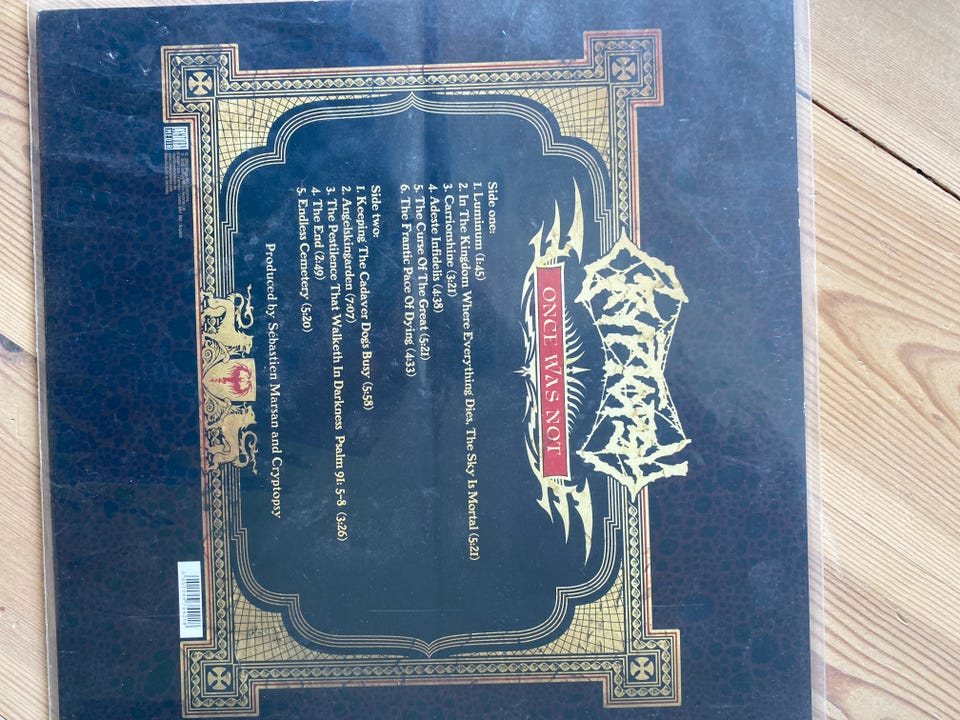 CRYPTOPSY
ONCE WAS NOT
Side one:
1. Luminum (1:45)
2. In The Kingdom Where Everything Dies, The Sky Is Mortal (5:21)
3. Carrionshine (3:21)
4. Adeste Infidelis (4:38)
5. The Curse Of The Great (5:21)
6. The Frantic Pace Of Dying (4:33)
Side two:
1. Keeping The Cadaver Dogs Busy (5:58)
2. Angelskingarden (7:07)
3. The Pestilence That Walketh In Darkness Psalm 91: 5-8 (3:26)
4. The End (2:49)
5. Endless Cemetery (5:20)
Produced by Sébastien Marsan and Cryptopsy